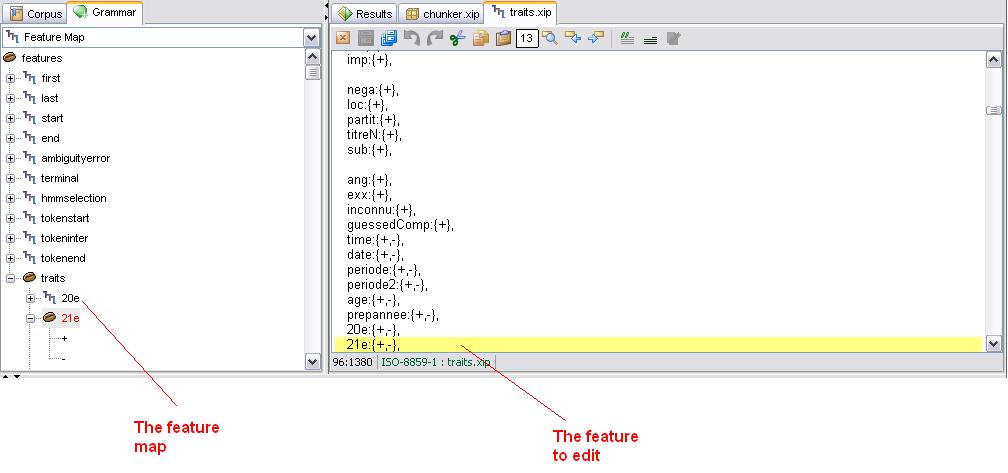 Corpus Grammar
Feature Map
features
first
last
start
end
ambiguityerror
terminal
hmmselection
tokenstart
tokeninter
tokenend
traits
20e
21e
+
-
Results chunker.xip traits.xip
13
imp:{+},
nega:{+},
loc:{+},
partit:{+},
titreN:{+},
sub:{+},
ang:{+},
exx:{+},
inconnu:{+},
guessedComp:{+},
time:{+,-},
date:{+,-},
periode:{+,-},
periode2:{+,-},
age:{+,-},
prepannee:{+,-},
20e:{+,-},
21e:{+,-},
96:1380 ISO-8859-1 : traits.xip
The feature
map
The feature
to edit